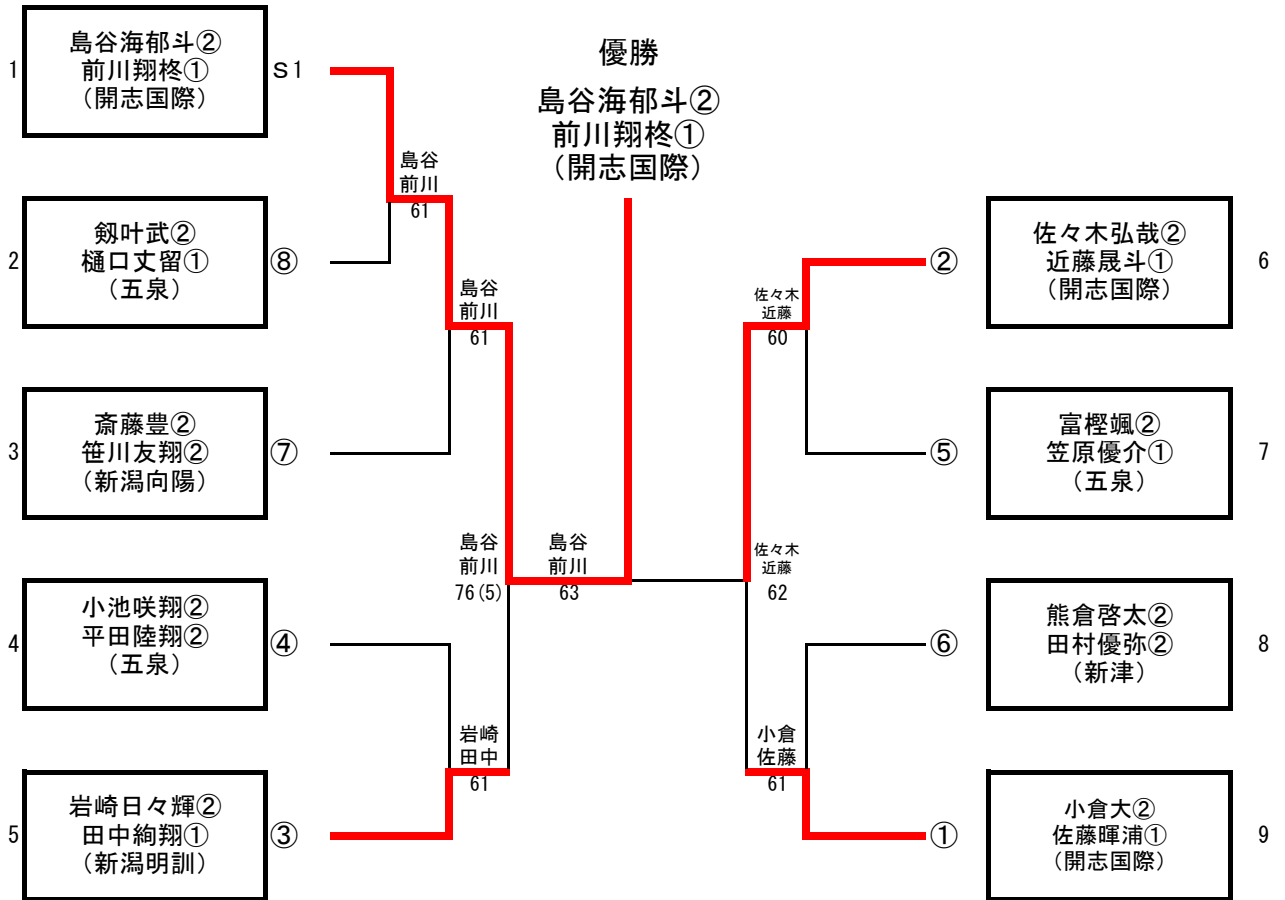 優勝
島谷海郁斗②
前川翔柊①
(開志国際)
1
島谷海郁斗②
前川翔柊①
(開志国際)
S1
2
剱叶武②
樋口丈留①
(五泉)
⑧
3
斎藤豊②
笹川友翔②
(新潟向陽)
⑦
4
小池咲翔②
平田陸翔②
(五泉)
④
5
岩崎日々輝②
田中絢翔①
(新潟明訓)
③
島谷
前川
61
島谷
前川
61
岩崎
田中
61
島谷
前川
76(5)
島谷
前川
63
佐々木
近藤
60
佐々木
近藤
62
小倉
佐藤
61
②
佐々木弘哉②
近藤晟斗①
(開志国際)
6
⑤
富樫颯②
笠原優介①
(五泉)
7
⑥
熊倉啓太②
田村優弥②
(新津)
8
①
小倉大②
佐藤暉浦①
(開志国際)
9